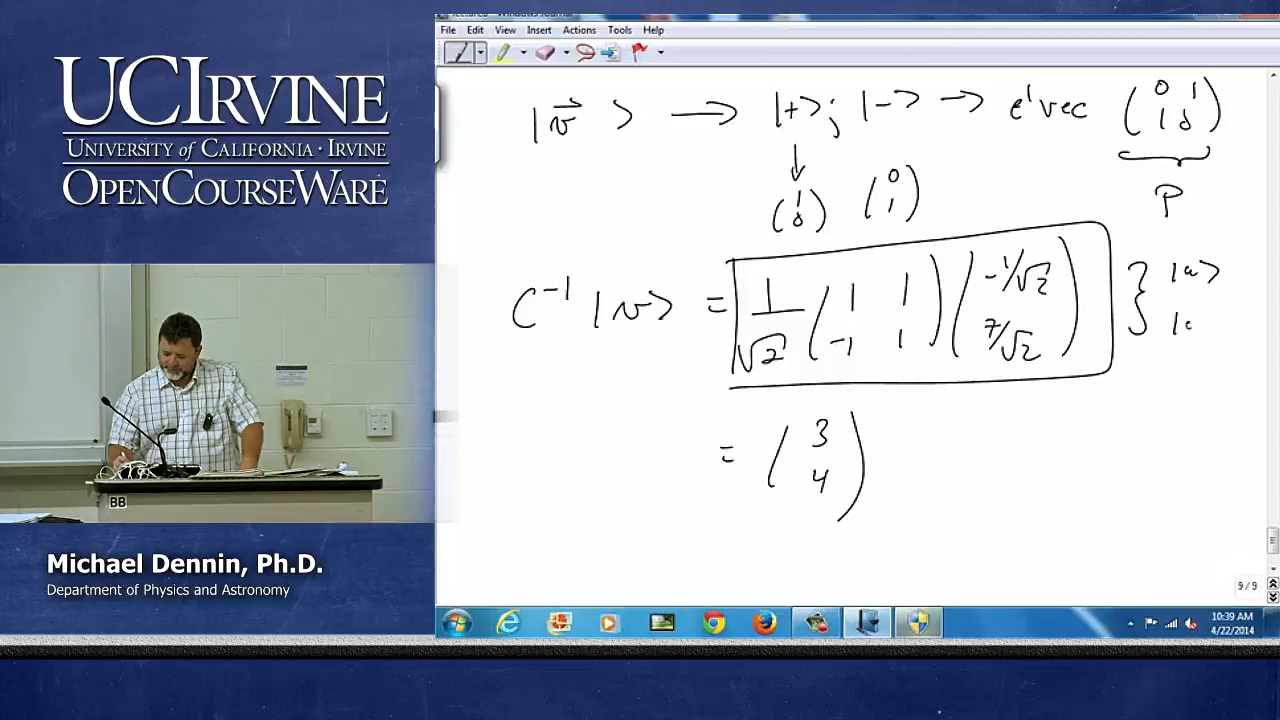 UCIRVINE
UNIVERSITY of CALIFORNIA · IRVINE
OPENCOURSEWARE
BB
Michael Dennin, Ph.D.
Department of Physics and Astronomy
File Edit View Insert Actions Tools Help
|v⃗ > → |+>; |-> → e'vec (0 1
1 0)
P
(1
0) (0
1)
C⁻¹ |v> = 1/√2 (1 1
-1 1) (-1/√2
7/√2) } |a>
|c
= (3
4)
9 / 9
10:39 AM
4/22/2014